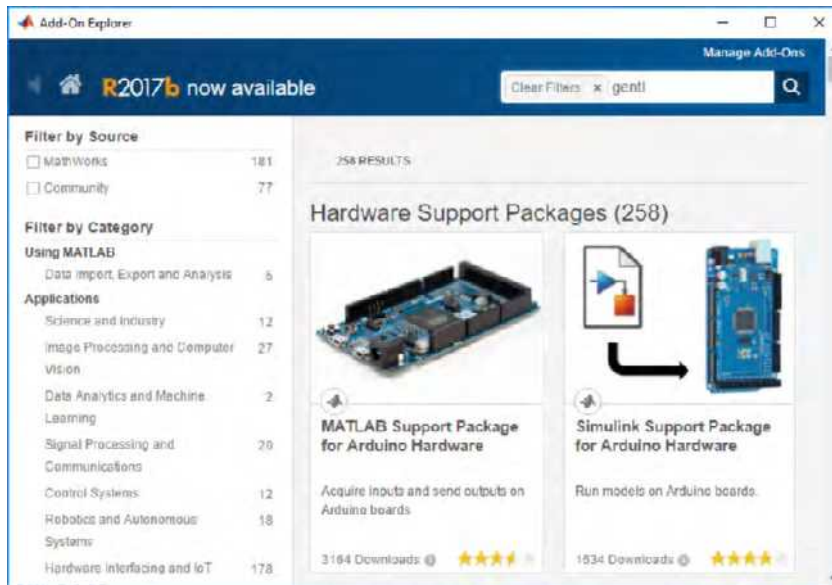 Add-On Explorer
Manage Add-Ons
R2017b now available
Clear Filters x gentl
Filter by Source
MathWorks 181
Community 77
258 RESULTS
Filter by Category
Using MATLAB
Data Import, Export and Analysis 5
Applications
Science and Industry 12
Image Processing and Computer 27
Vision
Data Analytics and Machine 2
Learning
Signal Processing and 20
Communications
Control Systems 12
Robotics and Autonomous 18
Systems
Hardware Interfacing and IoT 178
Hardware Support Packages (258)
MATLAB Support Package
for Arduino Hardware
Acquire inputs and send outputs on
Arduino boards
3164 Downloads
Simulink Support Package
for Arduino Hardware
Run models on Arduino boards.
1534 Downloads